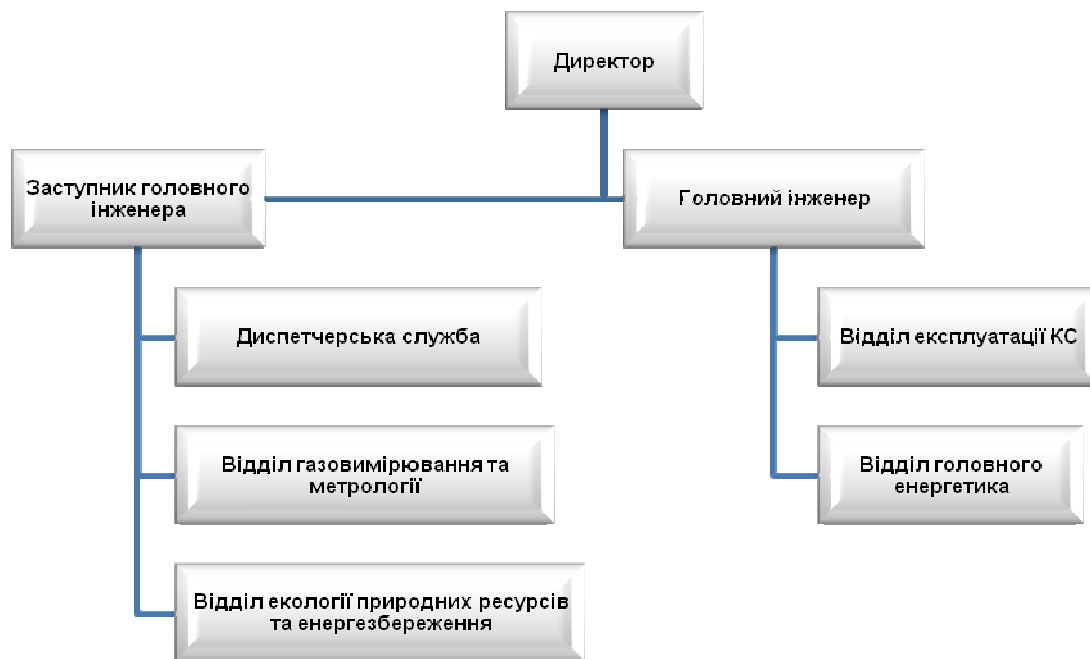 Директор
Заступник головного
інженера
Головний інженер
Диспетчерська служба
Відділ експлуатації КС
Відділ газовимірювання та
метрології
Відділ головного
енергетика
Відділ екології природних ресурсів
та енергезбереження